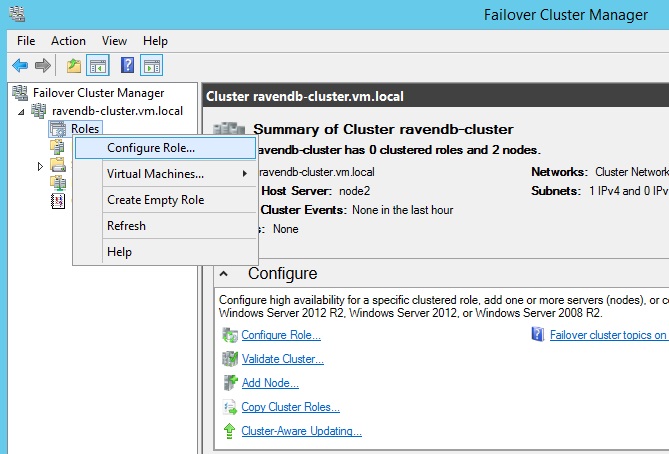 Failover Cluster Manager
File Action View Help
Failover Cluster Manager
ravendb-cluster.vm.local
Roles
Configure Role...
Virtual Machines...
Create Empty Role
Refresh
Help
Cluster ravendb-cluster.vm.local
Summary of Cluster ravendb-cluster
ravendb-cluster has 0 clustered roles and 2 nodes.
ravendb-cluster.vm.local Networks: Cluster Network
Host Server: node2 Subnets: 1 IPv4 and 0 IPv
Cluster Events: None in the last hour
s: None
Configure
Configure high availability for a specific clustered role, add one or more servers (nodes), or c
Windows Server 2012 R2, Windows Server 2012, or Windows Server 2008 R2.
Configure Role... Failover cluster topics on
Validate Cluster...
Add Node...
Copy Cluster Roles...
Cluster-Aware Updating...